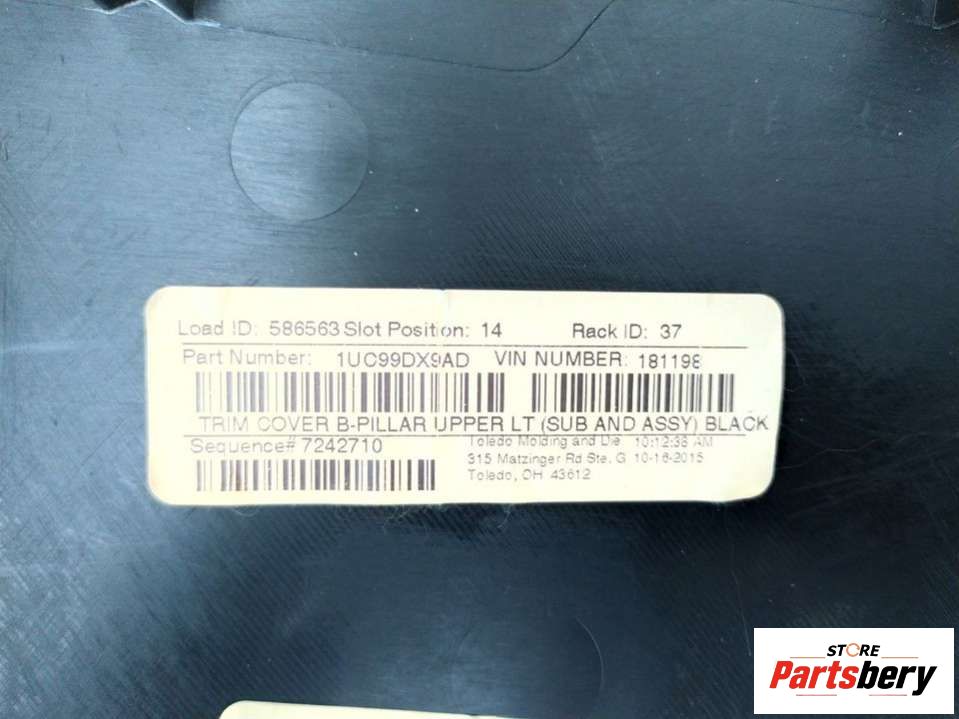 Load ID: 586563 Slot Position: 14 Rack ID: 37
Part Number: 1UC99DX9AD VIN NUMBER: 181198
TRIM COVER B-PILLAR UPPER LT (SUB AND ASSY) BLACK
Sequence# 7242710
Toledo Molding and Die 10:12:38 AM
315 Matzinger Rd Ste. G 10-16-2015
Toledo, OH 43612
STORE
Partsbery